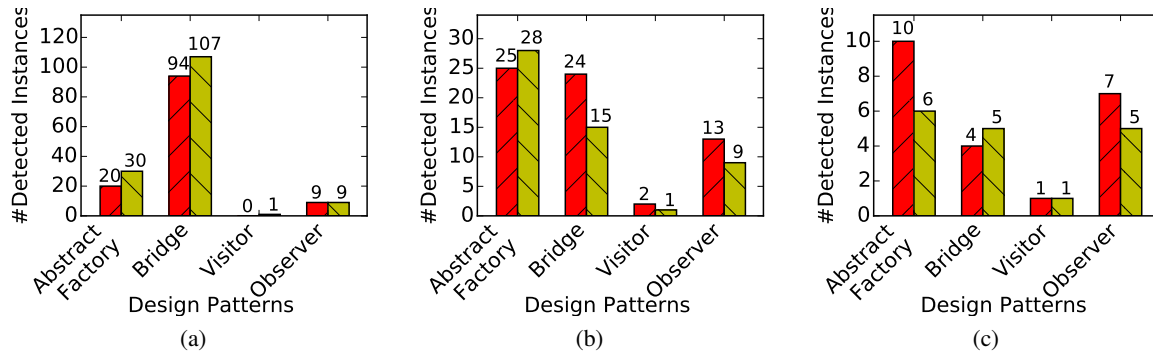 #Detected Instances
120
100
80
60
40
20
0
20
30
94
107
0
1
9
9
Abstract
Factory
Bridge
Visitor
Observer
Design Patterns
(a)
#Detected Instances
30
25
20
15
10
5
0
25
28
24
15
2
1
13
9
Abstract
Factory
Bridge
Visitor
Observer
Design Patterns
(b)
#Detected Instances
10
8
6
4
2
0
10
6
4
5
1
1
7
5
Abstract
Factory
Bridge
Visitor
Observer
Design Patterns
(c)